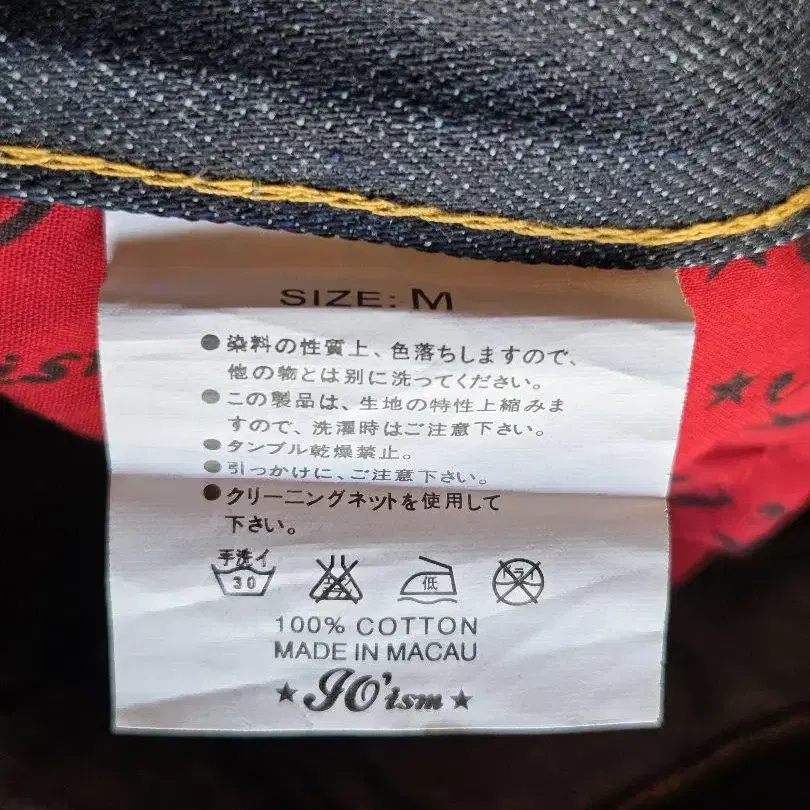 SIZE: M
●染料の性質上、色落ちしますので、
他の物とは別に洗ってください。
●この製品は、生地の特性上縮みま
すので、洗濯時はご注意下さい。
●タンブル乾燥禁止。
●引っかけに、ご注意下さい。
●クリーニングネットを使用して
下さい。
手洗イ
30
低
ドライ
100% COTTON
MADE IN MACAU
★JO'ism★